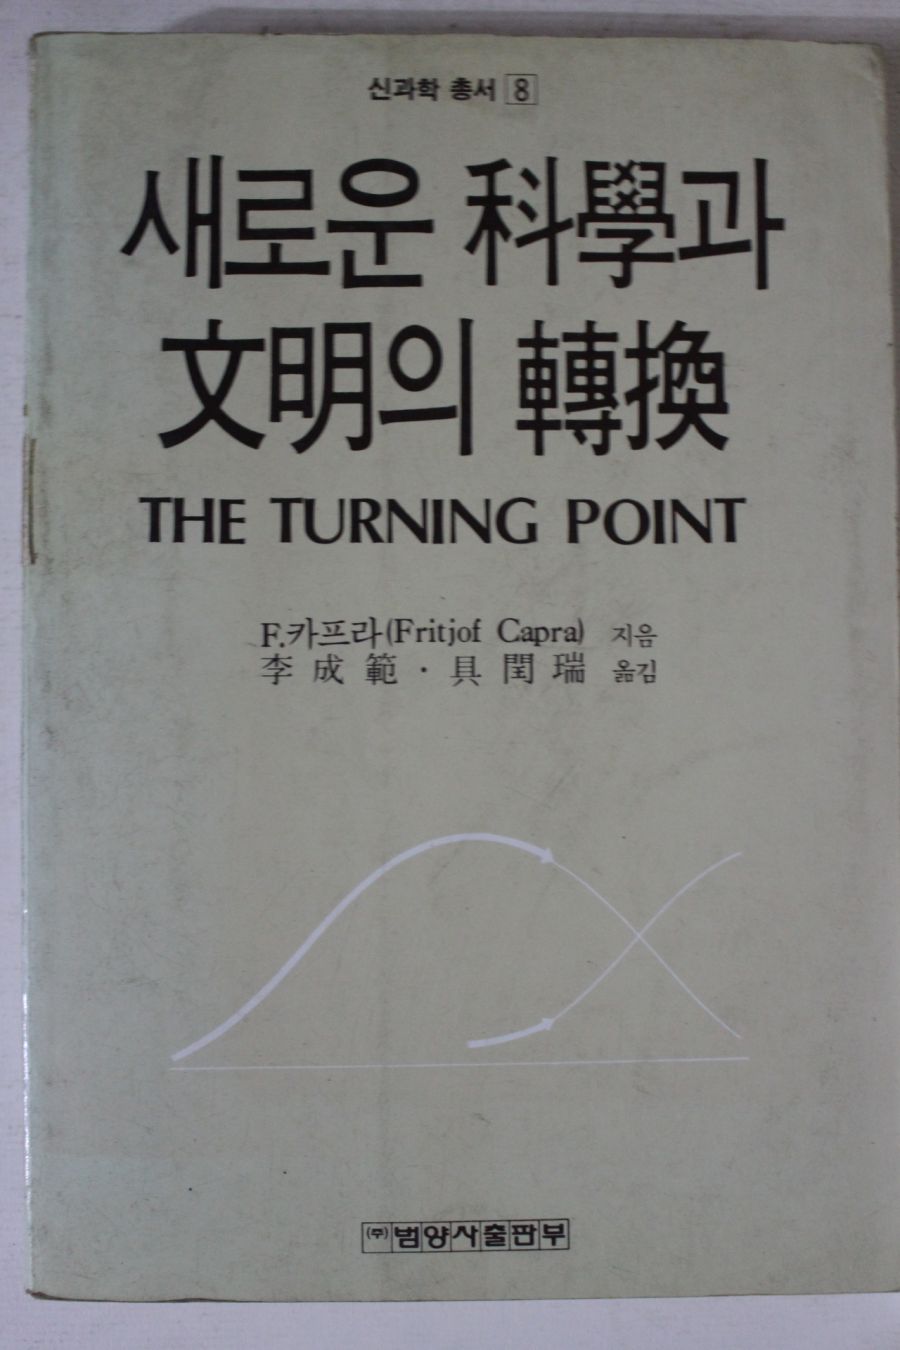 신과학 총서 8
새로운 科學과
文明의 轉換
THE TURNING POINT
F.카프라(Fritjof Capra) 지음
李成範 · 具閏瑞 옮김
(주)범양사출판부